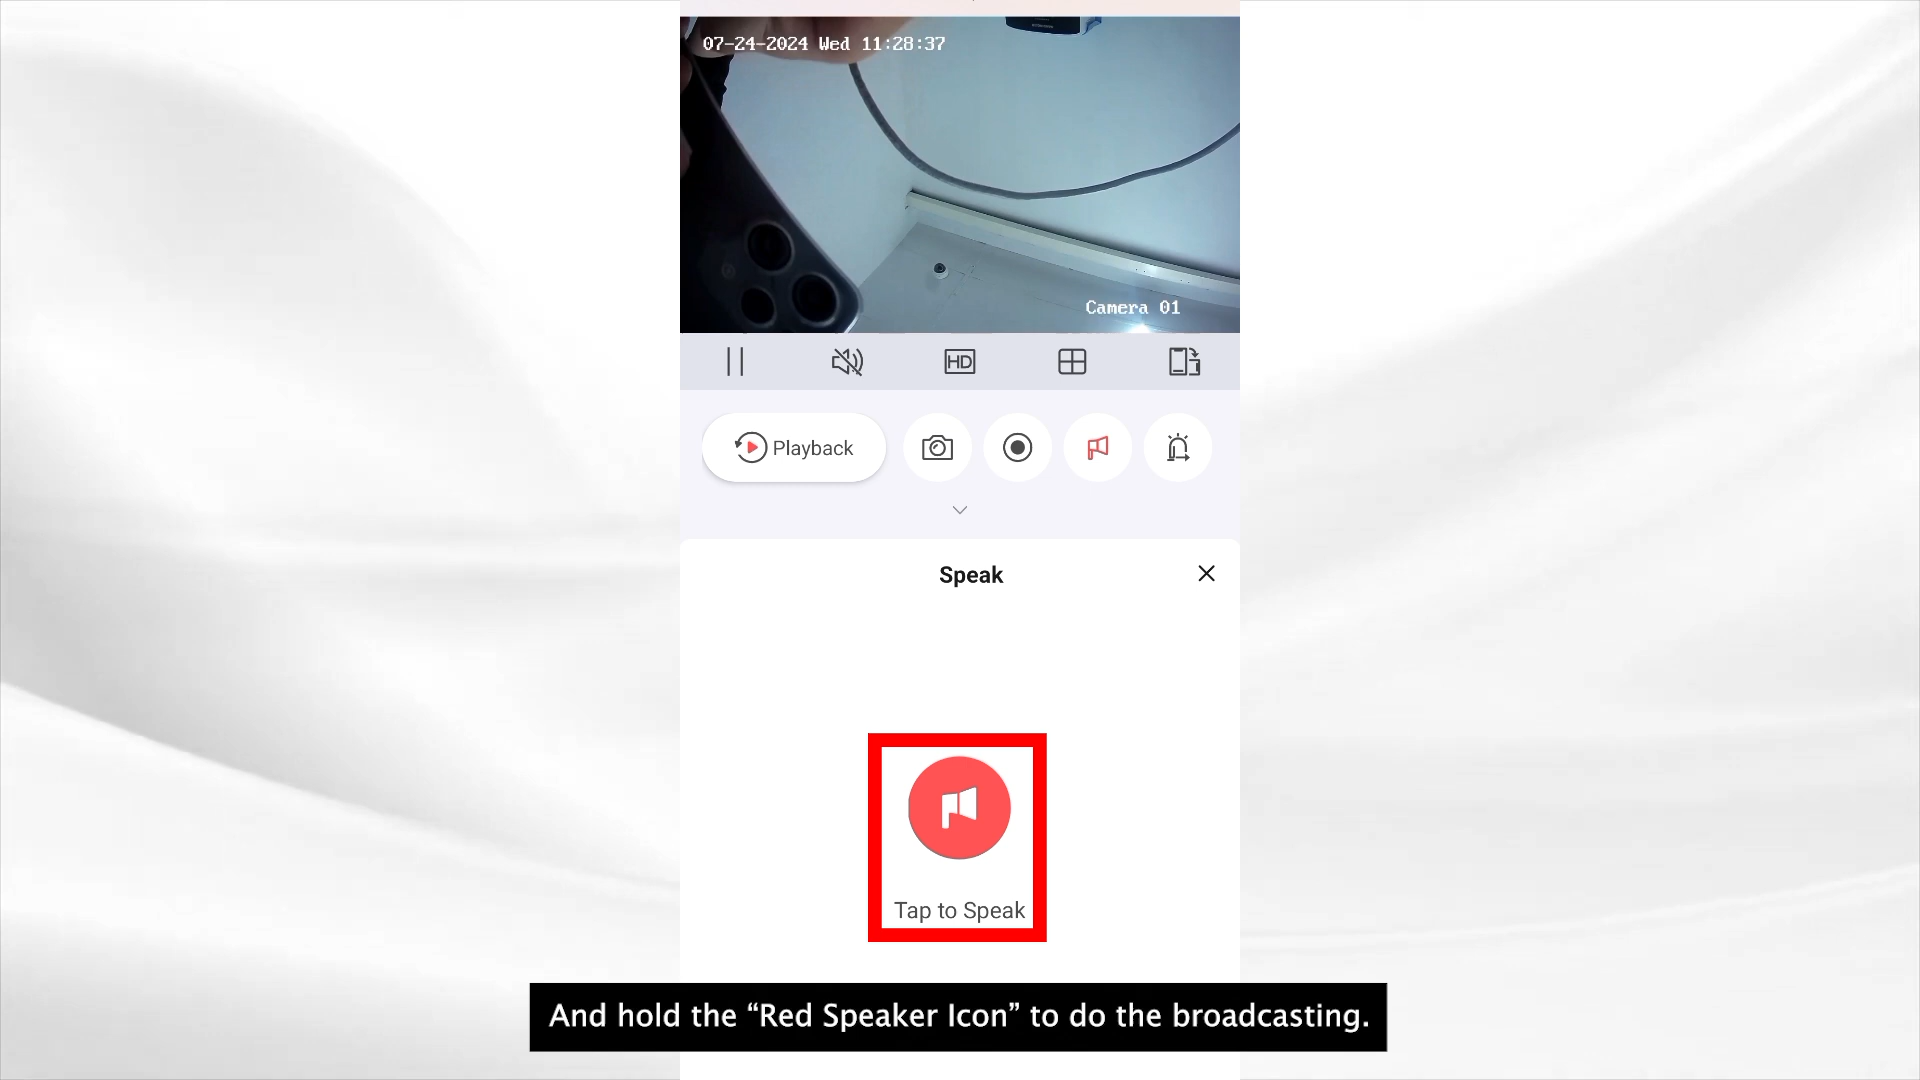 07-24-2024 Wed 11:28:37
Camera 01
HD
Playback
Speak
Tap to Speak
And hold the “Red Speaker Icon” to do the broadcasting.